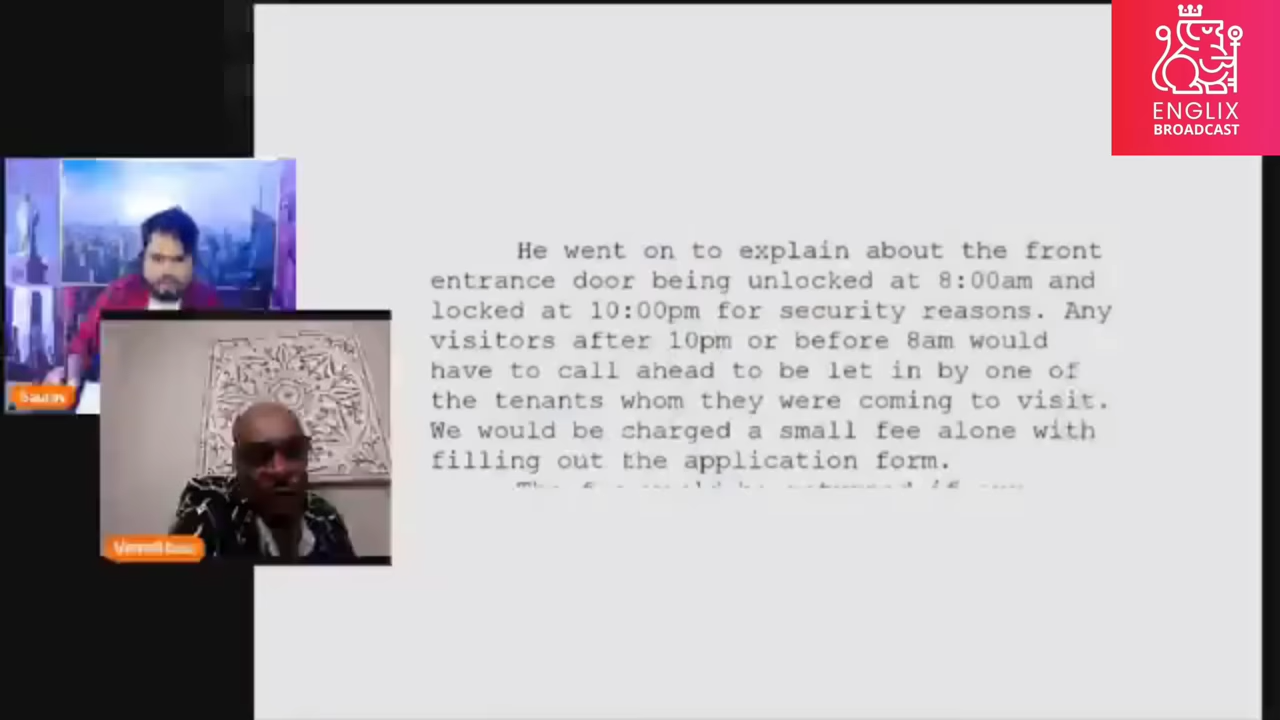 ENGLIX
BROADCAST
He went on to explain about the front
entrance door being unlocked at 8:00am and
locked at 10:00pm for security reasons. Any
visitors after 10pm or before 8am would
have to call ahead to be let in by one of
the tenants whom they were coming to visit.
We would be charged a small fee alone with
filling out the application form.
Saurav